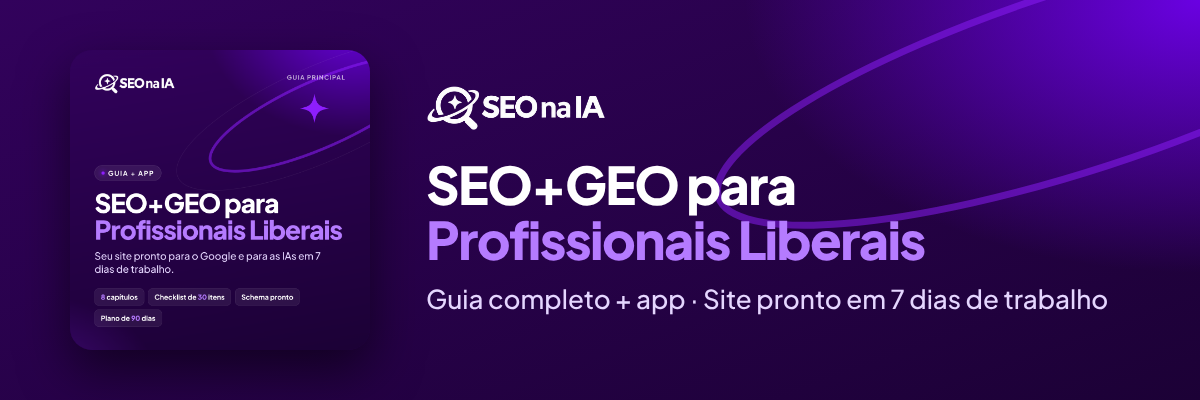 SEO na IA
GUIA PRINCIPAL
GUIA + APP
SEO+GEO para
Profissionais Liberais
Seu site pronto para o Google e para as IAs em 7
dias de trabalho.
8 capítulos
Checklist de 30 itens
Schema pronto
Plano de 90 dias
SEO na IA
SEO+GEO para
Profissionais Liberais
Guia completo + app · Site pronto em 7 dias de trabalho